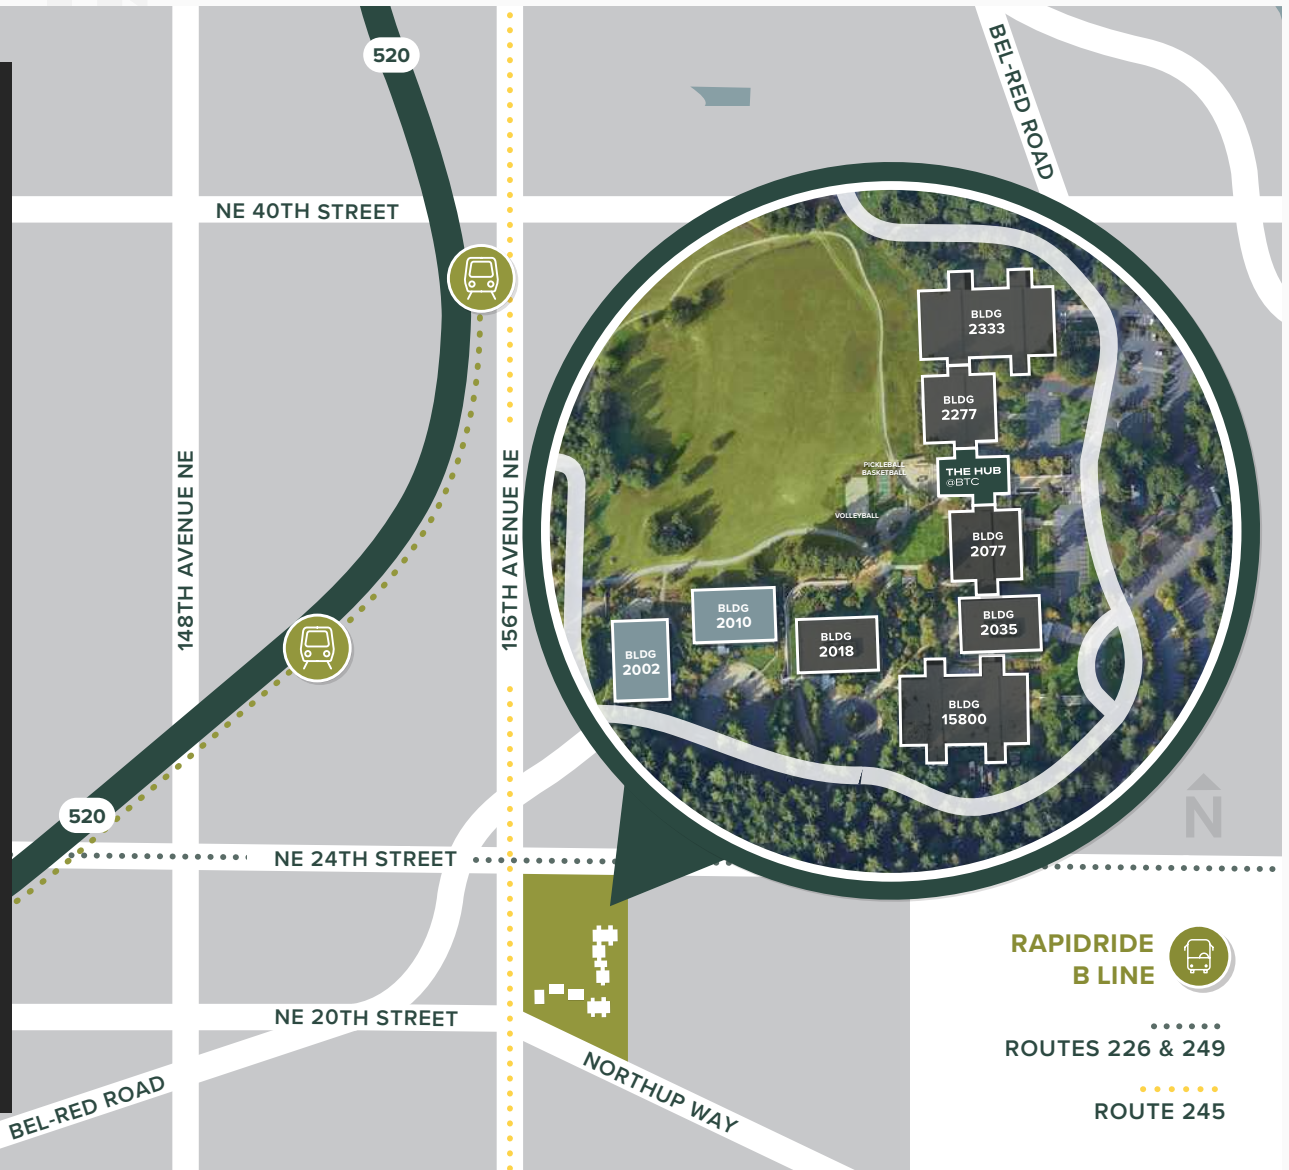 520
BEL-RED ROAD
NE 40TH STREET
BLDG
2333
BLDG
2277
PICKLEBALL
BASKETBALL
THE HUB
@BTC
VOLLEYBALL
148TH AVENUE NE
156TH AVENUE NE
BLDG
2077
BLDG
2010
BLDG
2035
BLDG
2018
BLDG
2002
BLDG
15800
520
N
NE 24TH STREET
RAPIDRIDE
B LINE
NE 20TH STREET
ROUTES 226 & 249
NORTHUP WAY
BEL-RED ROAD
ROUTE 245